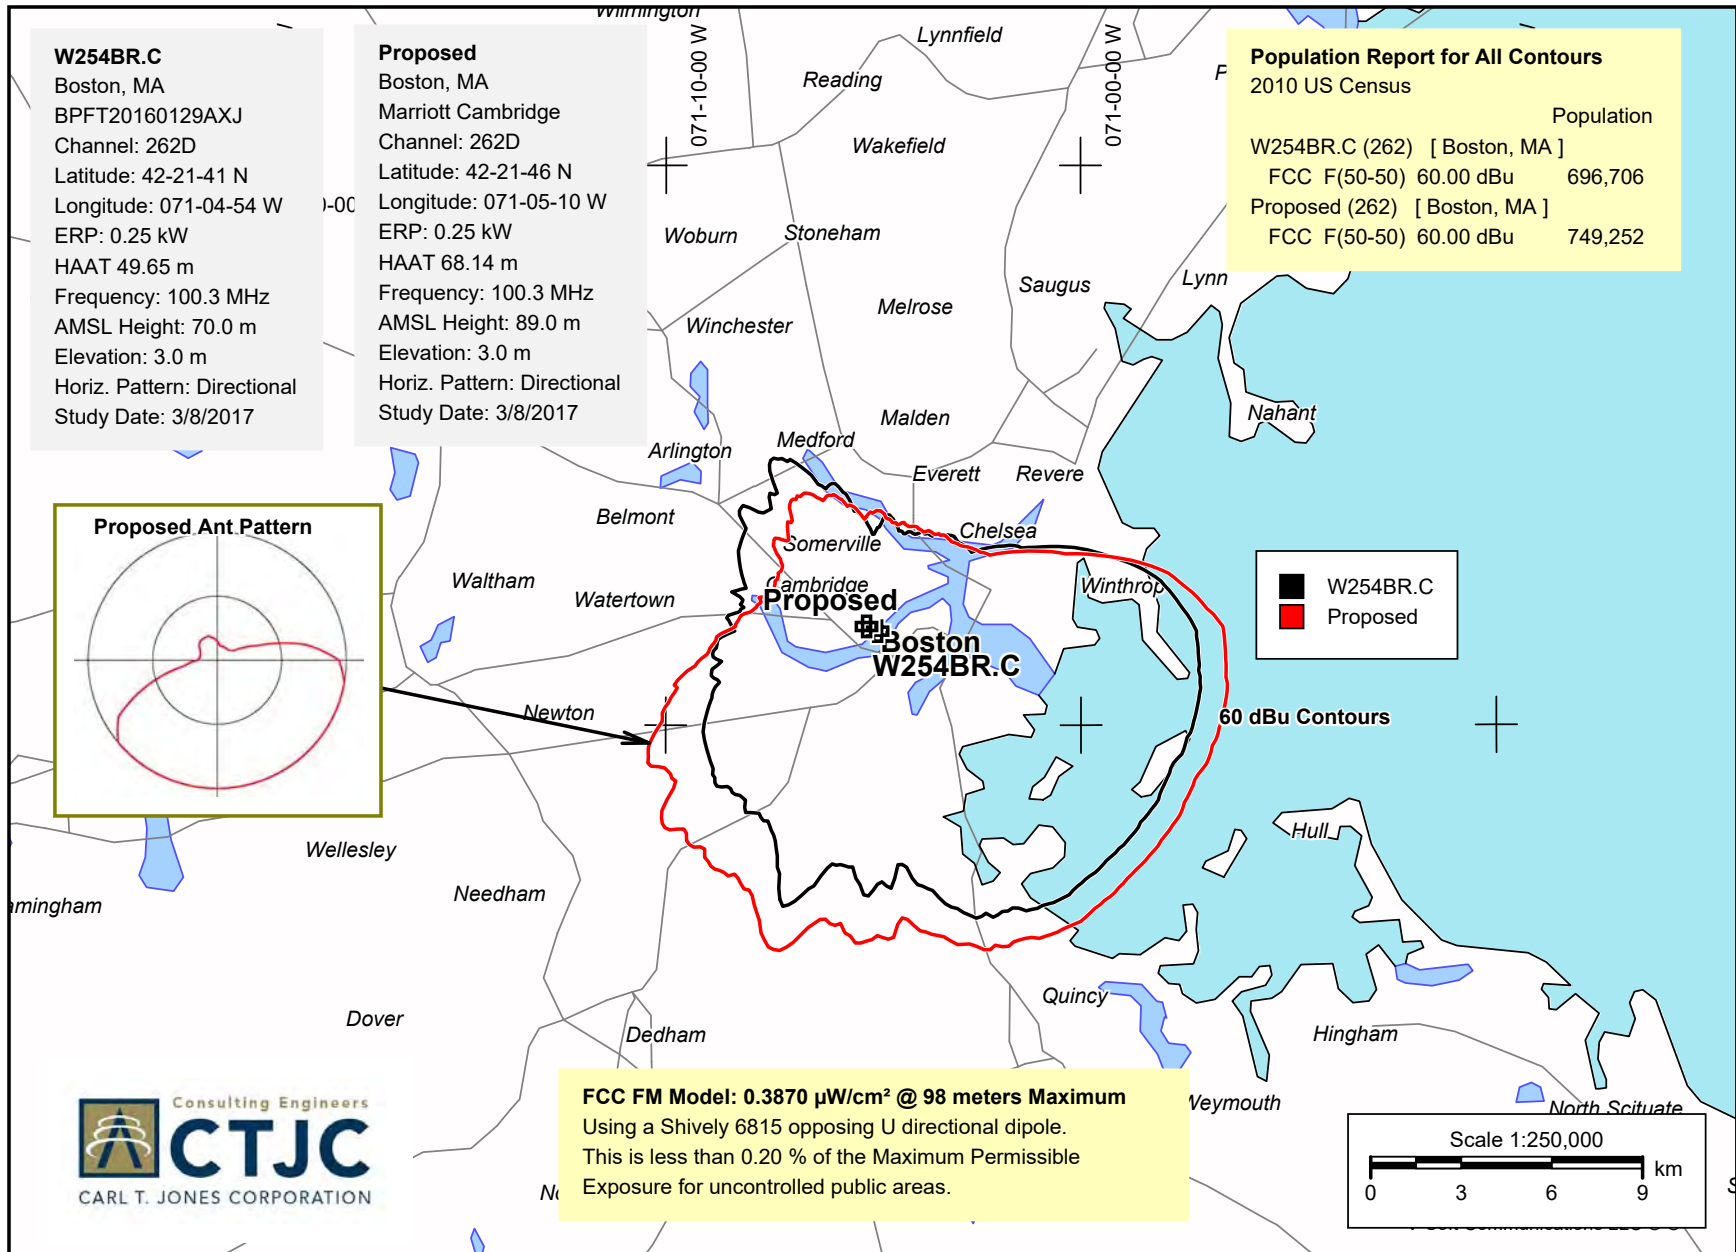 W254BR.C
Boston, MA
BPFT20160129AXJ
Channel: 262D
Latitude: 42-21-41 N
Longitude: 071-04-54 W
ERP: 0.25 kW
HAAT 49.65 m
Frequency: 100.3 MHz
AMSL Height: 70.0 m
Elevation: 3.0 m
Horiz. Pattern: Directional
Study Date: 3/8/2017
Proposed
Boston, MA
Marriott Cambridge
Channel: 262D
Latitude: 42-21-46 N
Longitude: 071-05-10 W
ERP: 0.25 kW
HAAT 68.14 m
Frequency: 100.3 MHz
AMSL Height: 89.0 m
Elevation: 3.0 m
Horiz. Pattern: Directional
Study Date: 3/8/2017
Population Report for All Contours
2010 US Census
Population
W254BR.C (262) [ Boston, MA ]
FCC F(50-50) 60.00 dBu 696,706
Proposed (262) [ Boston, MA ]
FCC F(50-50) 60.00 dBu 749,252
Wilmington
Lynnfield
Reading
071-10-00 W
071-00-00 W
Wakefield
Woburn
Stoneham
Saugus
Lynn
Melrose
Winchester
Malden
Nahant
Medford
Arlington
Everett
Revere
Belmont
Chelsea
Somerville
Waltham
Cambridge
Winthrop
Watertown
Proposed
Boston
W254BR.C
Newton
60 dBu Contours
Proposed Ant Pattern
W254BR.C
Proposed
Hull
Wellesley
Needham
amingham
Quincy
Dover
Dedham
Hingham
Weymouth
North Scituate
Consulting Engineers
CTJC
CARL T. JONES CORPORATION
FCC FM Model: 0.3870 µW/cm² @ 98 meters Maximum
Using a Shively 6815 opposing U directional dipole.
This is less than 0.20 % of the Maximum Permissible
Exposure for uncontrolled public areas.
Scale 1:250,000
km
0 3 6 9